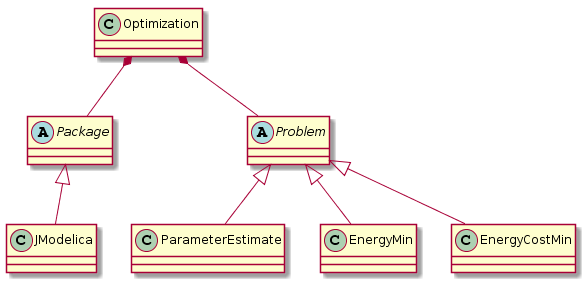 C Optimization
A Package
A Problem
C JModelica
C ParameterEstimate
C EnergyMin
C EnergyCostMin